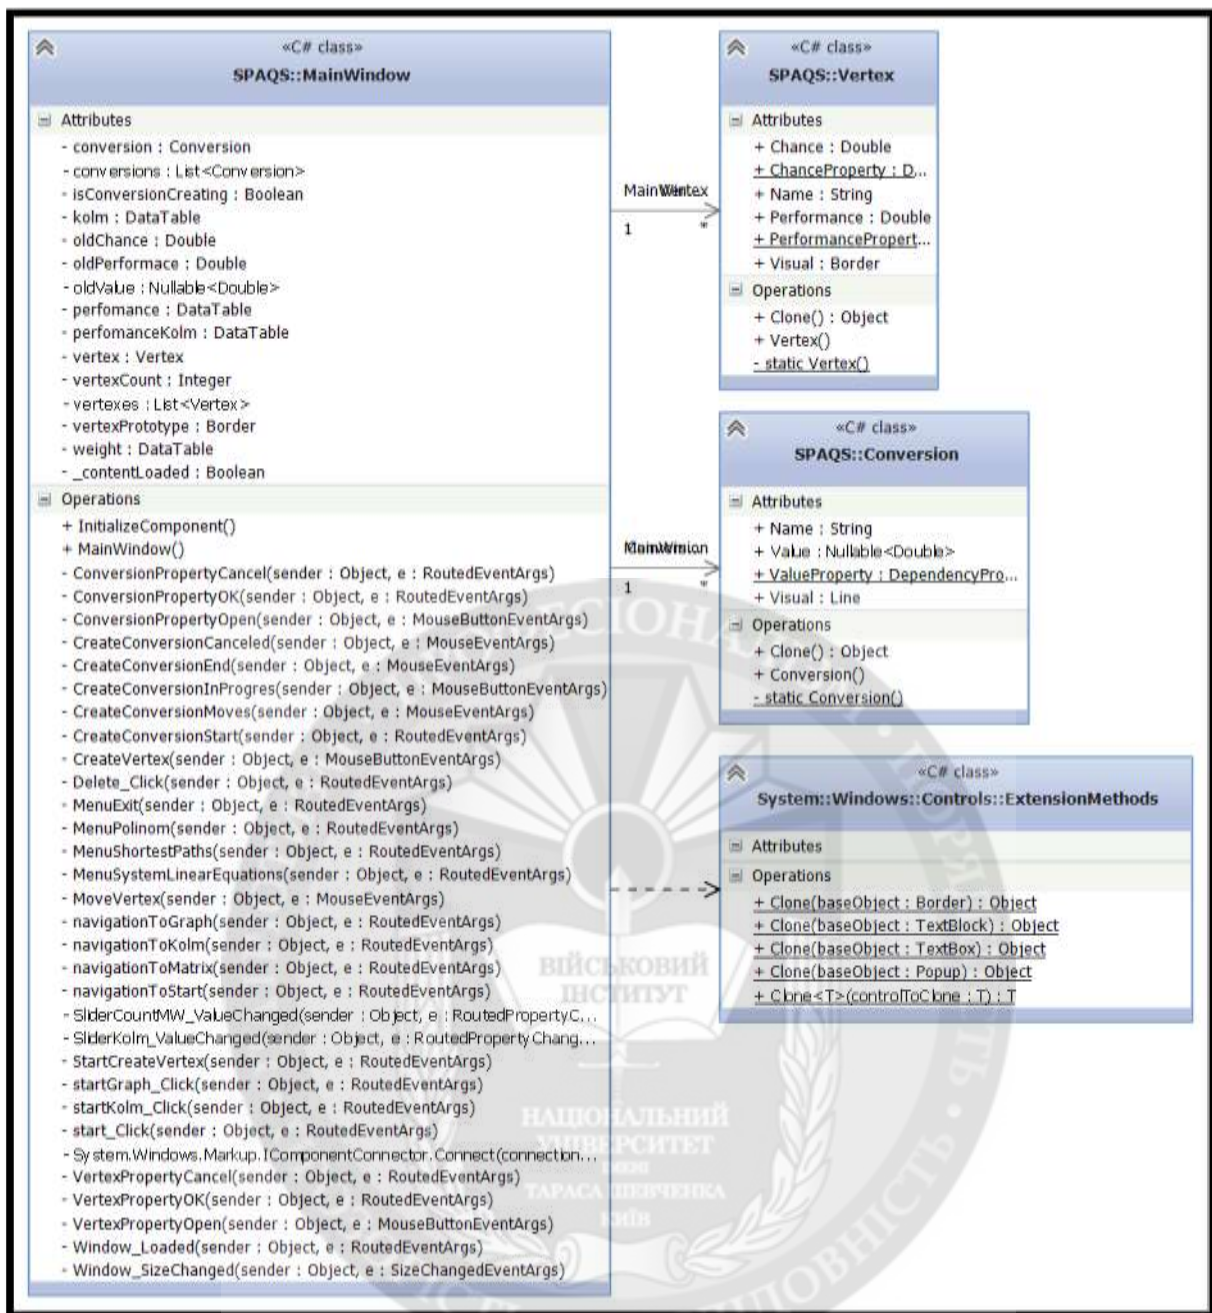 «C# class»
SPAQS::MainWindow
Attributes
- conversion : Conversion
- conversions : List<Conversion>
- isConversionCreating : Boolean
- kolm : DataTable
- oldChance : Double
- oldPerformace : Double
- oldValue : Nullable<Double>
- perfomance : DataTable
- perfomanceKolm : DataTable
- vertex : Vertex
- vertexCount : Integer
- vertexes : List<Vertex>
- vertexPrototype : Border
- weight : DataTable
- _contentLoaded : Boolean
Operations
+ InitializeComponent()
+ MainWindow()
- ConversionPropertyCancel(sender : Object, e : RoutedEventArgs)
- ConversionPropertyOK(sender : Object, e : RoutedEventArgs)
- ConversionPropertyOpen(sender : Object, e : MouseButtonEventArgs)
- CreateConversionCanceled(sender : Object, e : MouseEventArgs)
- CreateConversionEnd(sender : Object, e : MouseEventArgs)
- CreateConversionInProgres(sender : Object, e : MouseButtonEventArgs)
- CreateConversionMoves(sender : Object, e : MouseEventArgs)
- CreateConversionStart(sender : Object, e : RoutedEventArgs)
- CreateVertex(sender : Object, e : MouseButtonEventArgs)
- Delete_Click(sender : Object, e : RoutedEventArgs)
- MenuExit(sender : Object, e : RoutedEventArgs)
- MenuPolinom(sender : Object, e : RoutedEventArgs)
- MenuShortestPaths(sender : Object, e : RoutedEventArgs)
- MenuSystemLinearEquations(sender : Object, e : RoutedEventArgs)
- MoveVertex(sender : Object, e : MouseEventArgs)
- navigationToGraph(sender : Object, e : RoutedEventArgs)
- navigationToKolm(sender : Object, e : RoutedEventArgs)
- navigationToMatrix(sender : Object, e : RoutedEventArgs)
- navigationToStart(sender : Object, e : RoutedEventArgs)
- SliderCountMW_ValueChanged(sender : Object, e : RoutedPropertyC...
- SliderKolm_ValueChanged(sender : Object, e : RoutedPropertyChang...
- StartCreateVertex(sender : Object, e : RoutedEventArgs)
- startGraph_Click(sender : Object, e : RoutedEventArgs)
- startKolm_Click(sender : Object, e : RoutedEventArgs)
- start_Click(sender : Object, e : RoutedEventArgs)
- System.Windows.Markup.IComponentConnector.Connect(connection...
- VertexPropertyCancel(sender : Object, e : RoutedEventArgs)
- VertexPropertyOK(sender : Object, e : RoutedEventArgs)
- VertexPropertyOpen(sender : Object, e : MouseButtonEventArgs)
- Window_Loaded(sender : Object, e : RoutedEventArgs)
- Window_SizeChanged(sender : Object, e : SizeChangedEventArgs)
1
*
«C# class»
SPAQS::Vertex
Attributes
+ Chance : Double
+ ChanceProperty : D...
+ Name : String
+ Performance : Double
+ PerformancePropert...
+ Visual : Border
Operations
+ Clone() : Object
+ Vertex()
- static Vertex()
1
*
«C# class»
SPAQS::Conversion
Attributes
+ Name : String
+ Value : Nullable<Double>
+ ValueProperty : DependencyPro...
+ Visual : Line
Operations
+ Clone() : Object
+ Conversion()
- static Conversion()
«C# class»
System::Windows::Controls::ExtensionMethods
Attributes
Operations
+ Clone(baseObject : Border) : Object
+ Clone(baseObject : TextBlock) : Object
+ Clone(baseObject : TextBox) : Object
+ Clone(baseObject : Popup) : Object
+ Clone<T>(controlToClone : T) : T
ВІЙСЬКОВИЙ
ІНСТИТУТ
НАЦІОНАЛЬНИЙ
УНІВЕРСИТЕТ
ІМЕНІ
ТАРАСА ШЕВЧЕНКА
КИЇВ